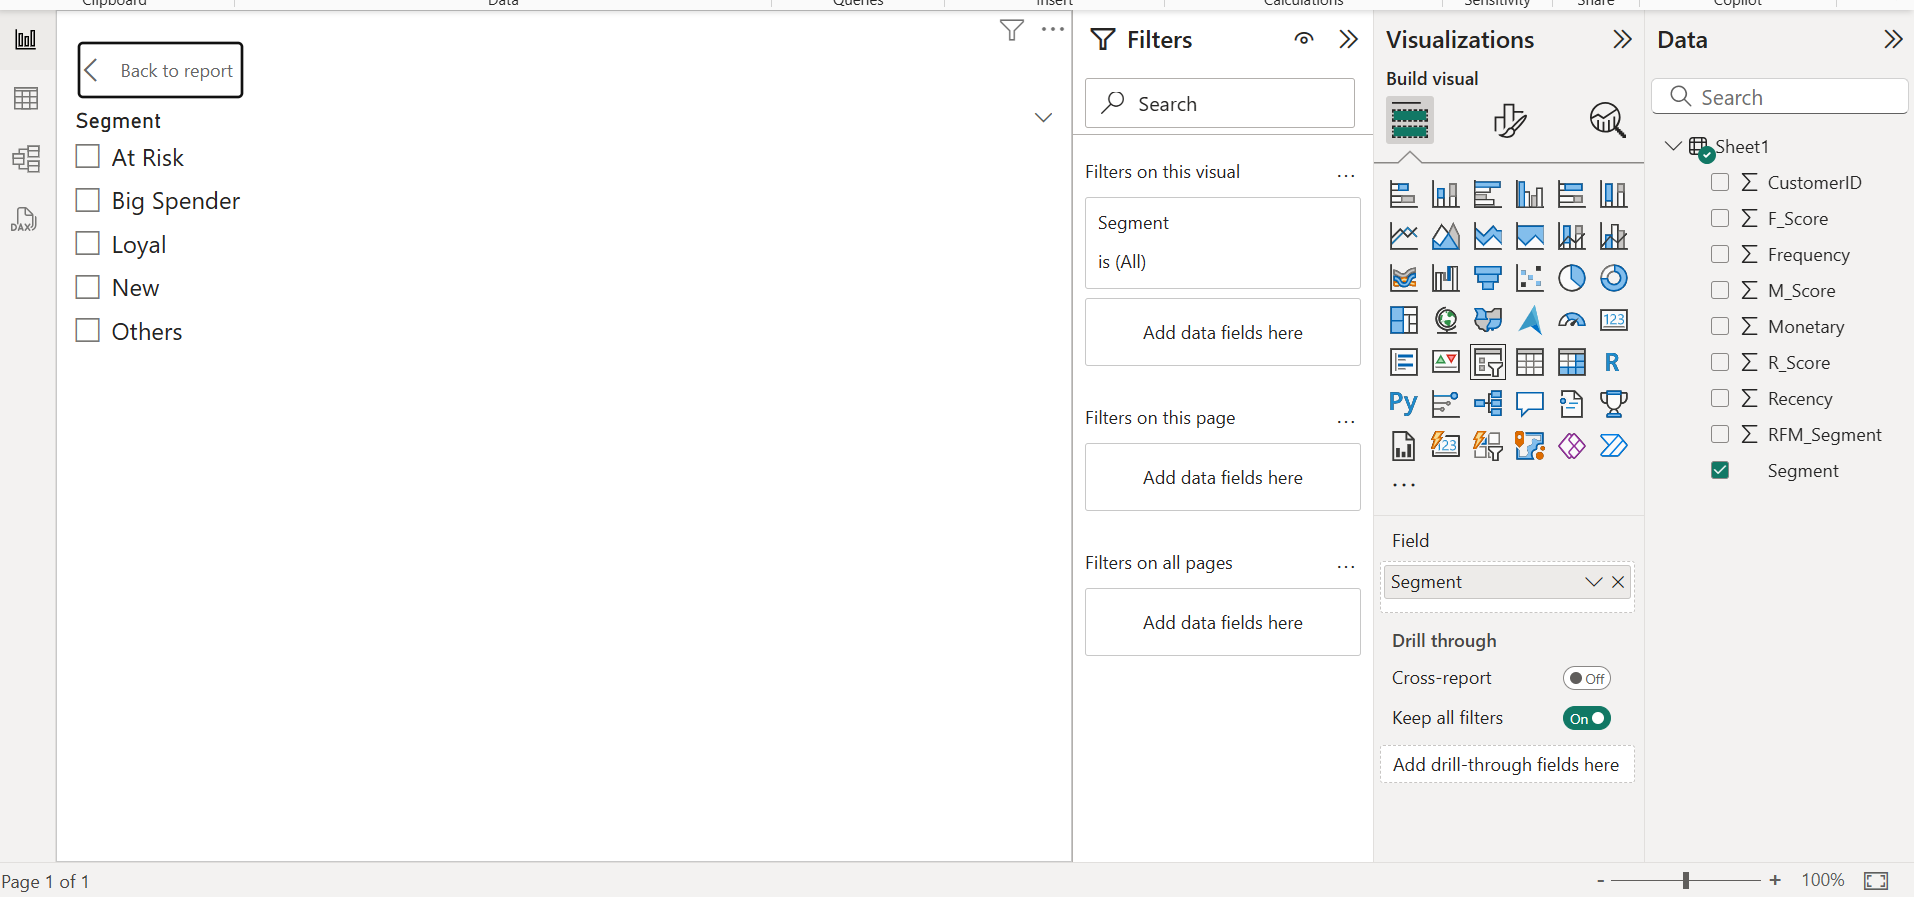 Clipboard
Data
Queries
Insert
Calculations
Sensitivity
Share
Copilot
Back to report
Segment
At Risk
Big Spender
Loyal
New
Others
Filters
Search
Filters on this visual
Segment
is (All)
Add data fields here
Filters on this page
Add data fields here
Filters on all pages
Add data fields here
Visualizations
Build visual
123
R
Py
123
Field
Segment
Drill through
Cross-report
Off
Keep all filters
On
Add drill-through fields here
Data
Search
Sheet1
CustomerID
F_Score
Frequency
M_Score
Monetary
R_Score
Recency
RFM_Segment
Segment
DAX
Page 1 of 1
- + 100%